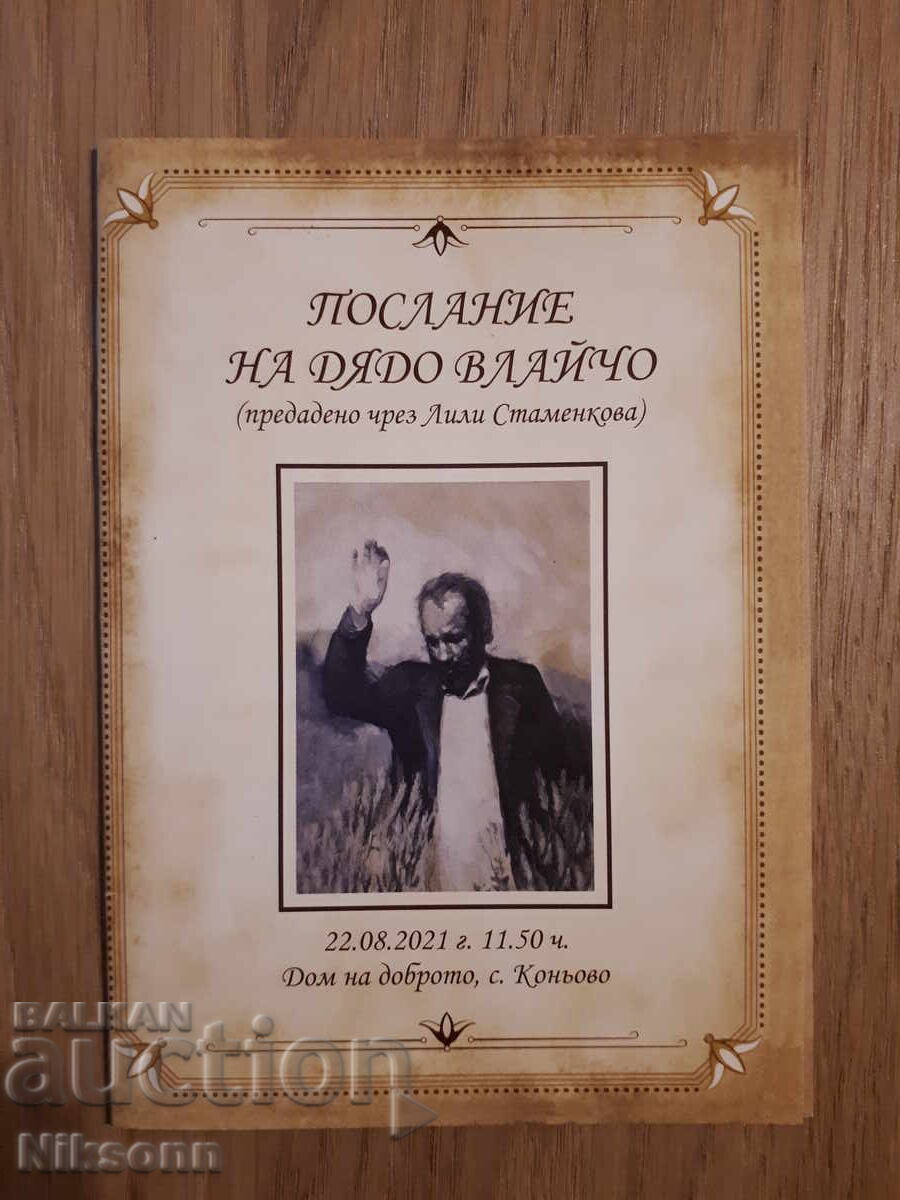 ПОСЛАНИЕ
НА ДЯДО ВЛАЙЧО
(предадено чрез Лили Стаменкова)
22.08.2021 г. 11.50 ч.
Дом на доброто, с. Коньово
BALKAN
auction
Niksonn